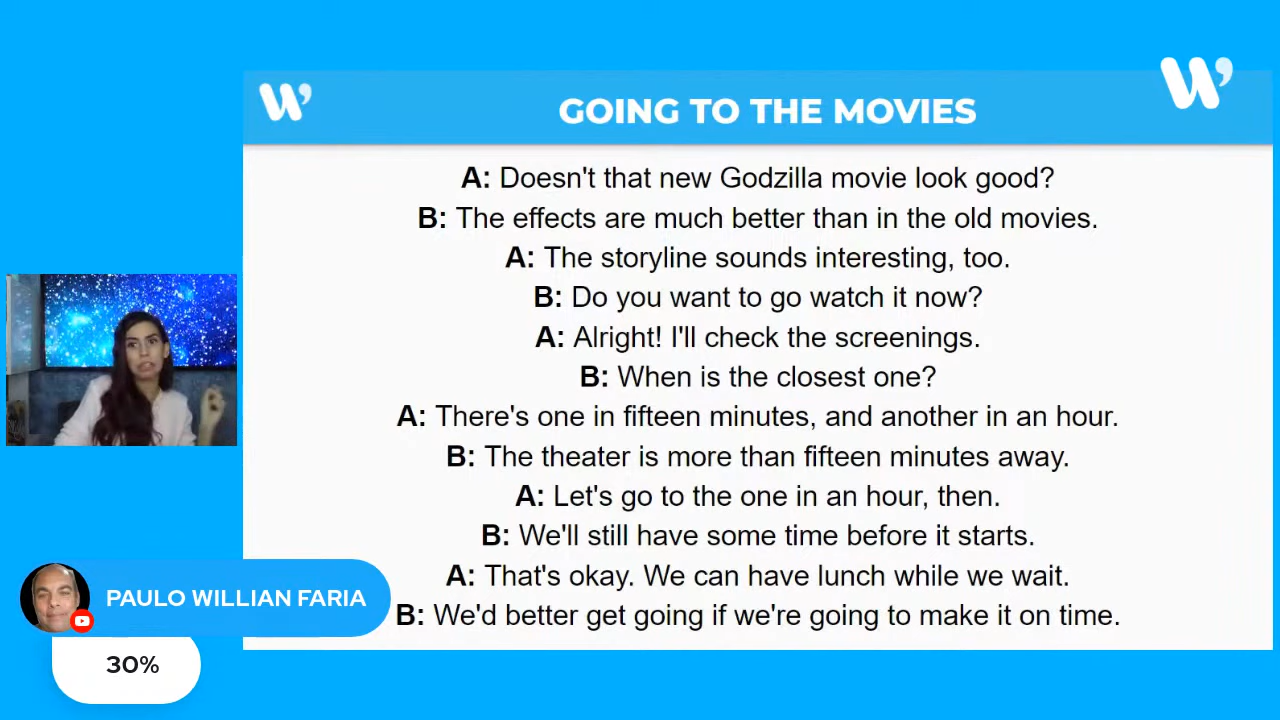 W'
W'
GOING TO THE MOVIES
A: Doesn't that new Godzilla movie look good?
B: The effects are much better than in the old movies.
A: The storyline sounds interesting, too.
B: Do you want to go watch it now?
A: Alright! I'll check the screenings.
B: When is the closest one?
A: There's one in fifteen minutes, and another in an hour.
B: The theater is more than fifteen minutes away.
A: Let's go to the one in an hour, then.
B: We'll still have some time before it starts.
A: That's okay. We can have lunch while we wait.
B: We'd better get going if we're going to make it on time.
PAULO WILLIAN FARIA
30%